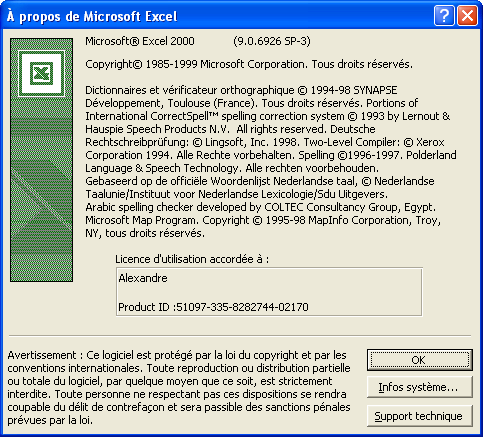 À propos de Microsoft Excel
Microsoft® Excel 2000 (9.0.6926 SP-3)
Copyright© 1985-1999 Microsoft Corporation. Tous droits réservés.
Dictionnaires et vérificateur orthographique © 1994-98 SYNAPSE
Développement, Toulouse (France). Tous droits réservés. Portions of
International CorrectSpell™ spelling correction system © 1993 by Lernout &
Hauspie Speech Products N.V. All rights reserved. Deutsche
Rechtschreibprüfung: © Lingsoft, Inc. 1998. Two-Level Compiler: © Xerox
Corporation 1994. Alle Rechte vorbehalten. Spelling ©1996-1997. Polderland
Language & Speech Technology. Alle rechten voorbehouden.
Gebaseerd op de officiële Woordenlijst Nederlandse taal, © Nederlandse
Taalunie/Instituut voor Nederlandse Lexicologie/Sdu Uitgevers.
Arabic spelling checker developed by COLTEC Consultancy Group, Egypt.
Microsoft Map Program. Copyright © 1995-98 MapInfo Corporation, Troy,
NY, tous droits réservés.
Licence d'utilisation accordée à :
Alexandre
Product ID :51097-335-8282744-02170
Avertissement : Ce logiciel est protégé par la loi du copyright et par les
conventions internationales. Toute reproduction ou distribution partielle
ou totale du logiciel, par quelque moyen que ce soit, est strictement
interdite. Toute personne ne respectant pas ces dispositions se rendra
coupable du délit de contrefaçon et sera passible des sanctions pénales
prévues par la loi.
OK
Infos système...
Support technique